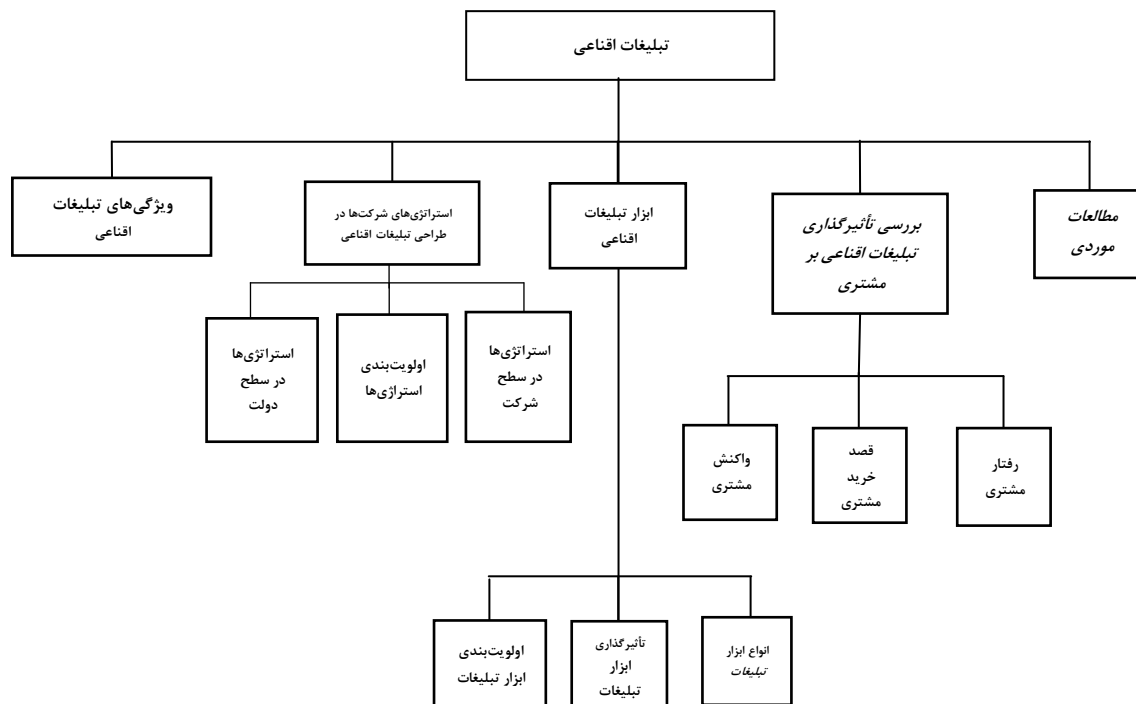 تبلیغات اقناعی
مطالعات
موردی
بررسی تأثیرگذاری
تبلیغات اقناعی بر
مشتری
ابزار تبلیغات
اقناعی
استراتژی‌های شرکت‌ها در
طراحی تبلیغات اقناعی
ویژگی‌های تبلیغات
اقناعی
استراتژی‌ها
در سطح
شرکت
اولویت‌بندی
استراژی‌ها
استراتژی‌ها
در سطح
دولت
رفتار
مشتری
قصد
خرید
مشتری
واکنش
مشتری
انواع ابزار
تبلیغات
تأثیرگذاری
ابزار
تبلیغات
اولویت‌بندی
ابزار تبلیغات